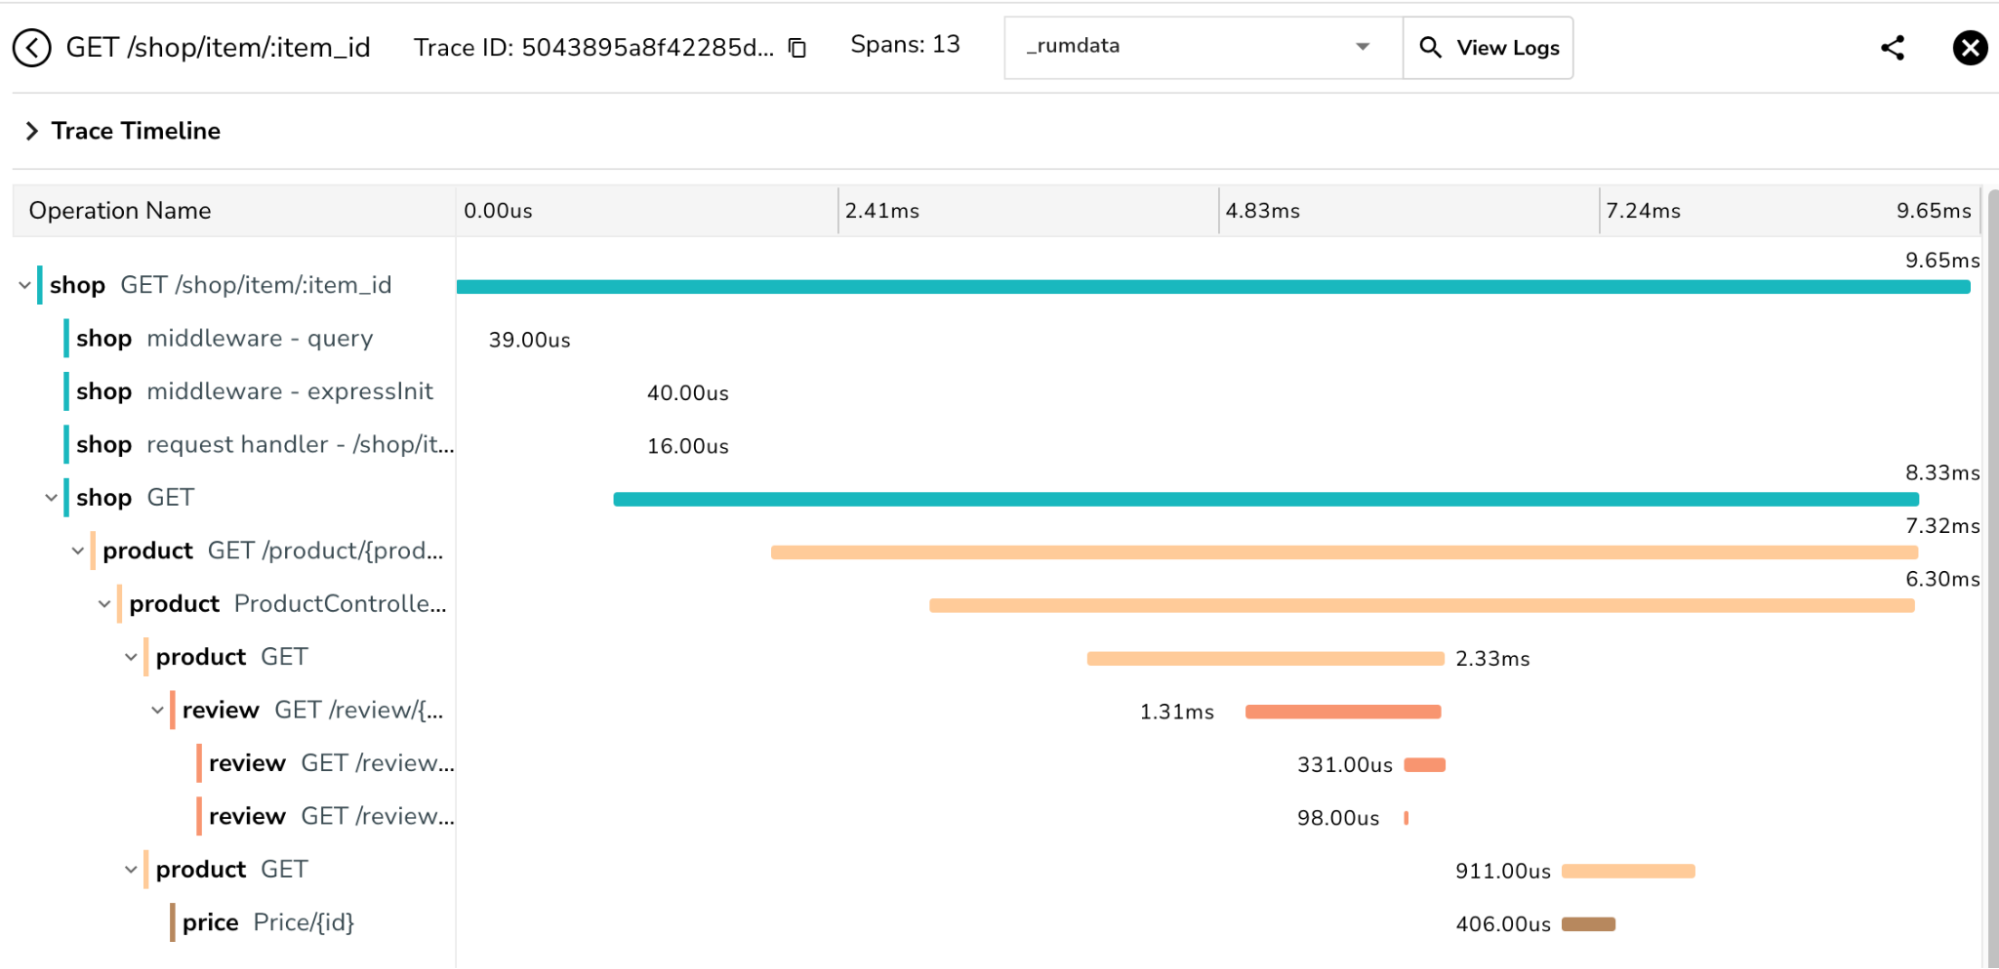 GET /shop/item/:item_id Trace ID: 5043895a8f42285d... Spans: 13 _rumdata View Logs
Trace Timeline
Operation Name 0.00us 2.41ms 4.83ms 7.24ms 9.65ms
shop GET /shop/item/:item_id 9.65ms
shop middleware - query 39.00us
shop middleware - expressInit 40.00us
shop request handler - /shop/it... 16.00us
shop GET 8.33ms
product GET /product/{prod... 7.32ms
product ProductControlle... 6.30ms
product GET 2.33ms
review GET /review/{... 1.31ms
review GET /review... 331.00us
review GET /review... 98.00us
product GET 911.00us
price Price/{id} 406.00us